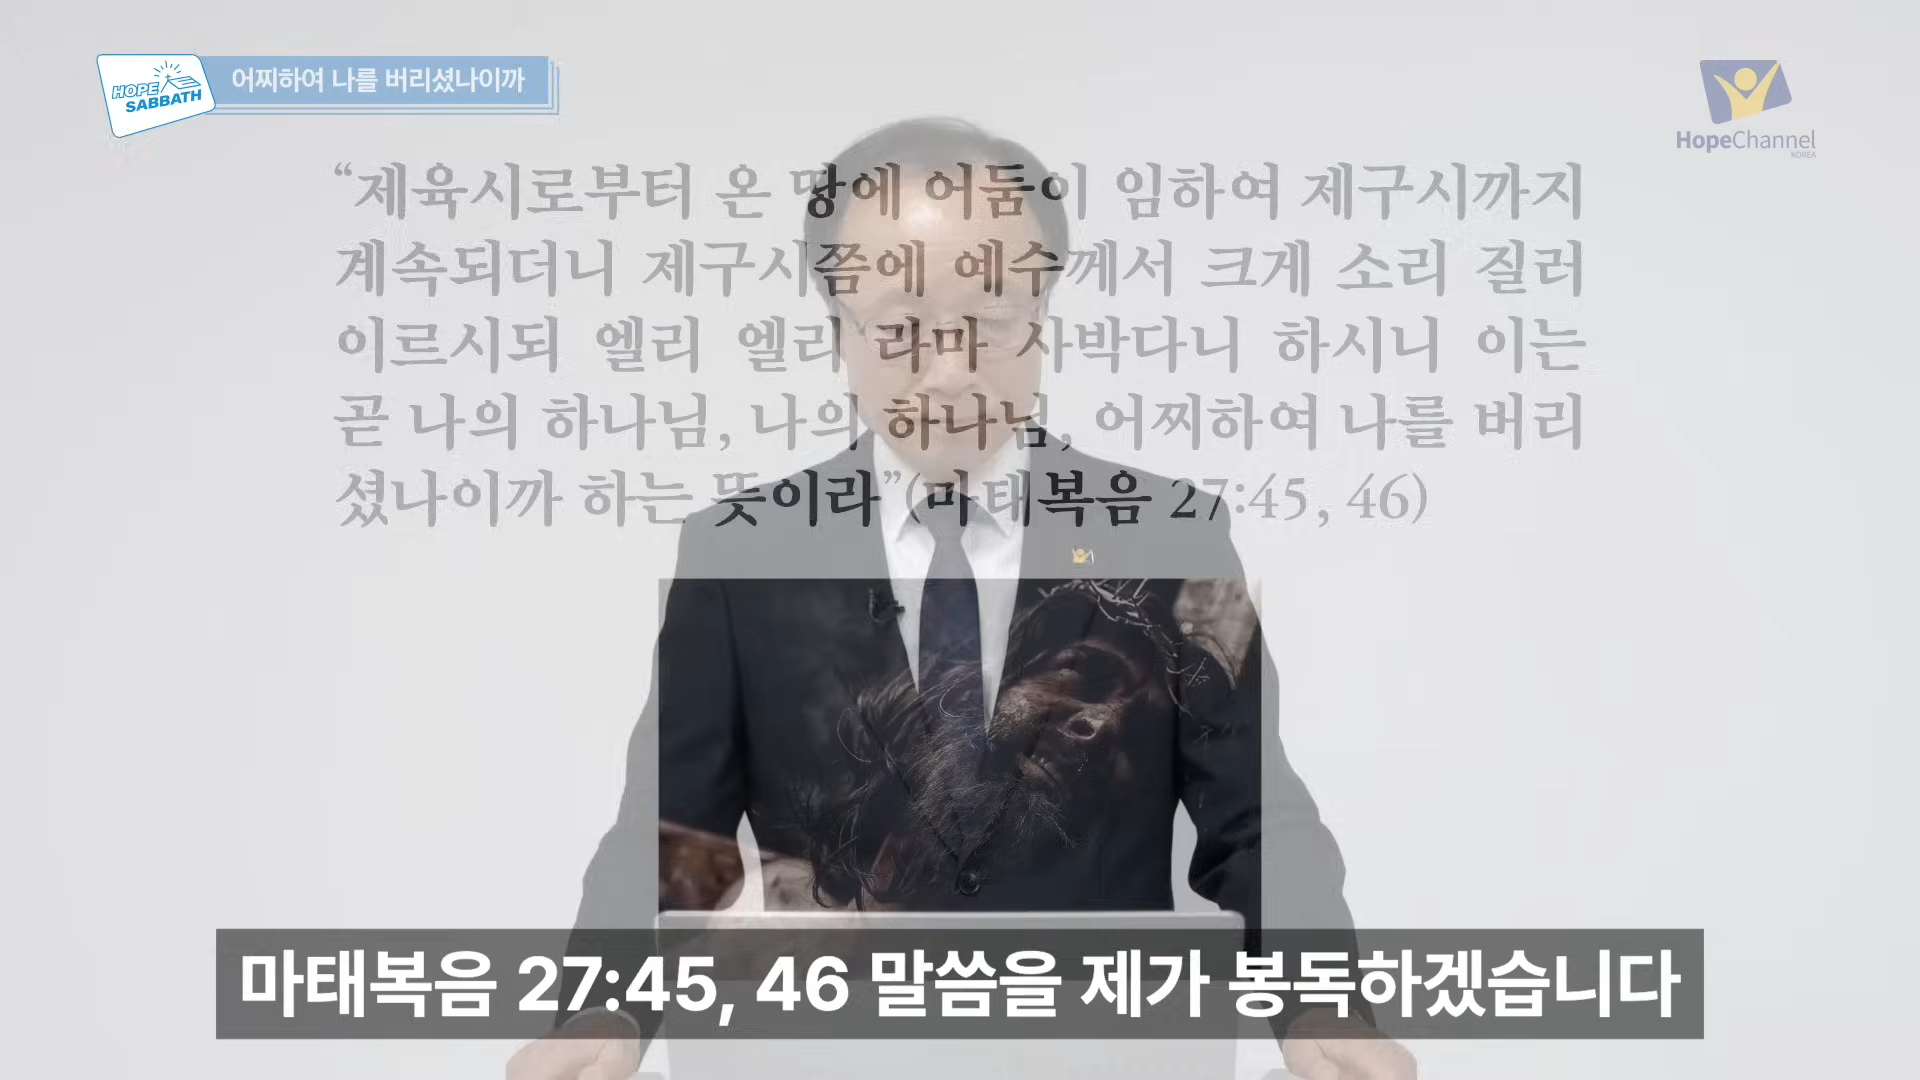 HOPE
SABBATH
어찌하여 나를 버리셨나이까
HopeChannel
KOREA
“제육시로부터 온 땅에 어둠이 임하여 제구시까지
계속되더니 제구시쯤에 예수께서 크게 소리 질러
이르시되 엘리 엘리 라마 사박다니 하시니 이는
곧 나의 하나님, 나의 하나님, 어찌하여 나를 버리
셨나이까 하는 뜻이라”(마태복음 27:45, 46)
마태복음 27:45, 46 말씀을 제가 봉독하겠습니다